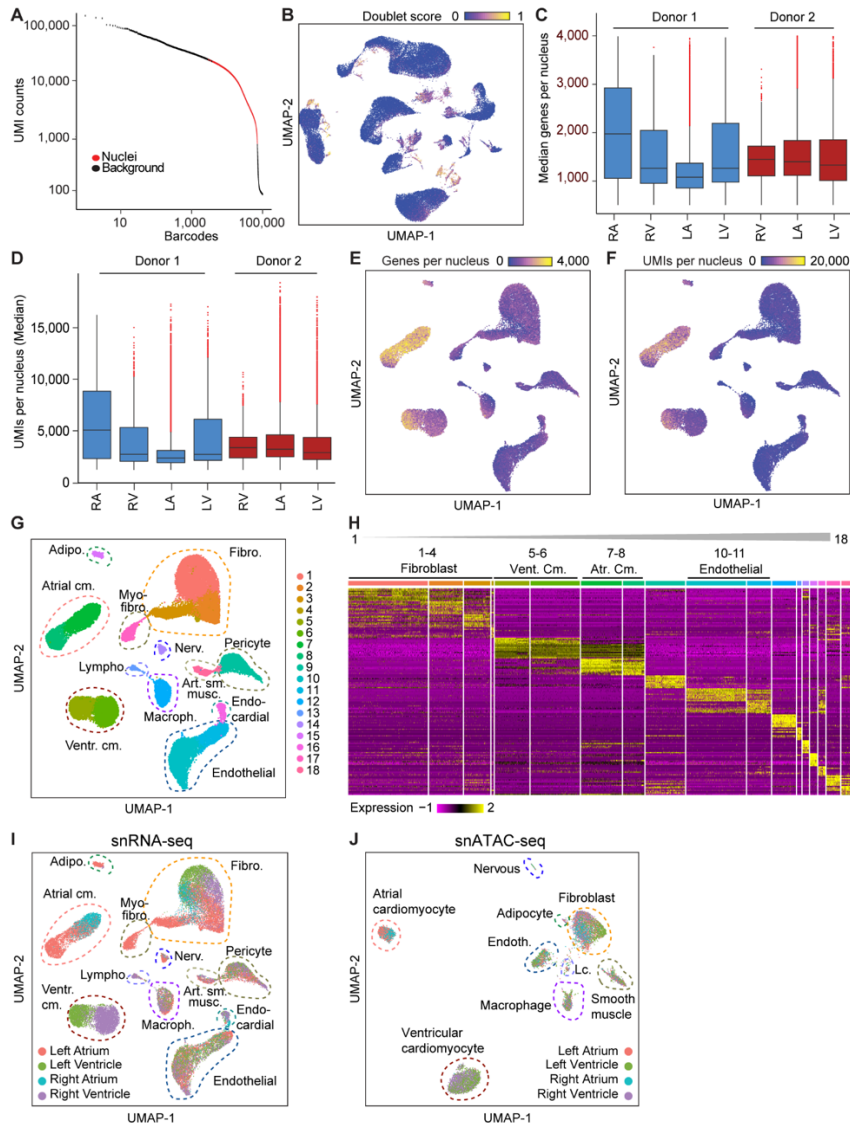 A
UMI counts
100,000
10,000
1,000
100
Nuclei
Background
10
1,000
100,000
Barcodes
B
Doublet score 0 1
UMAP-2
UMAP-1
C
Donor 1 Donor 2
Median genes per nucleus
4,000
3,000
2,000
1,000
RA RV LA LV RV LA LV
D
Donor 1 Donor 2
UMIs per nucleus (Median)
15,000
10,000
5,000
0
RA RV LA LV RV LA LV
E
Genes per nucleus 0 4,000
UMAP-2
UMAP-1
F
UMIs per nucleus 0 20,000
UMAP-2
UMAP-1
G
Adipo.
Fibro.
Atrial cm.
Myo-
fibro.
Nerv.
Pericyte
Lympho.
Art. sm.
musc.
Macroph.
Endo-
cardial
Ventr. cm.
Endothelial
UMAP-2
UMAP-1
1
2
3
4
5
6
7
8
9
10
11
12
13
14
15
16
17
18
H
1 18
1-4 5-6 7-8 10-11
Fibroblast Vent. Cm. Atr. Cm. Endothelial
Expression −1 2
I
snRNA-seq
Adipo.
Fibro.
Atrial cm.
Myo-
fibro.
Nerv.
Pericyte
Lympho.
Art. sm.
musc.
Ventr.
cm.
Macroph.
Endo-
cardial
Endothelial
Left Atrium
Left Ventricle
Right Atrium
Right Ventricle
UMAP-2
UMAP-1
J
snATAC-seq
Nervous
Atrial
cardiomyocyte
Fibroblast
Adipocyte
Endoth.
Lc.
Macrophage
Smooth
muscle
Ventricular
cardiomyocyte
Left Atrium
Left Ventricle
Right Atrium
Right Ventricle
UMAP-2
UMAP-1